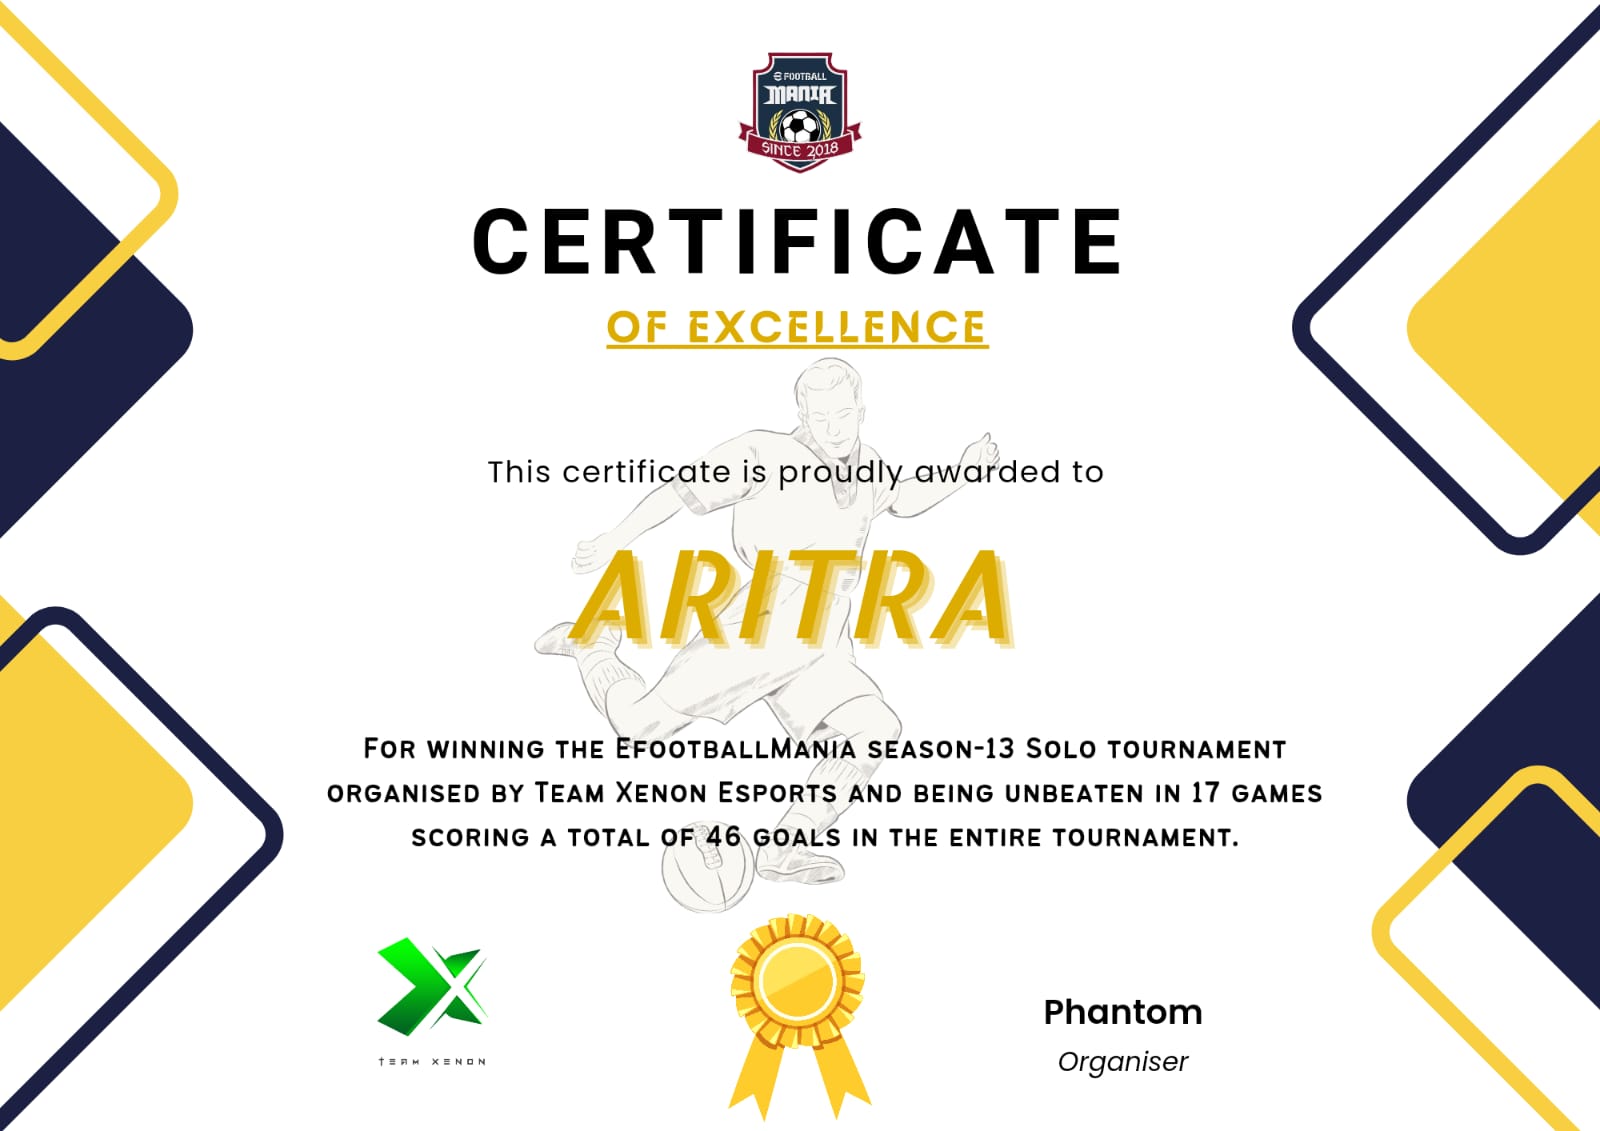 FOOTBALL
MANIA
SINCE 2018
CERTIFICATE
OF EXCELLENCE
This certificate is proudly awarded to
ARITRA
For winning the EfootballMania season-13 Solo tournament
organised by Team Xenon Esports and being unbeaten in 17 games
scoring a total of 46 goals in the entire tournament.
TEAM XENON
Phantom
Organiser